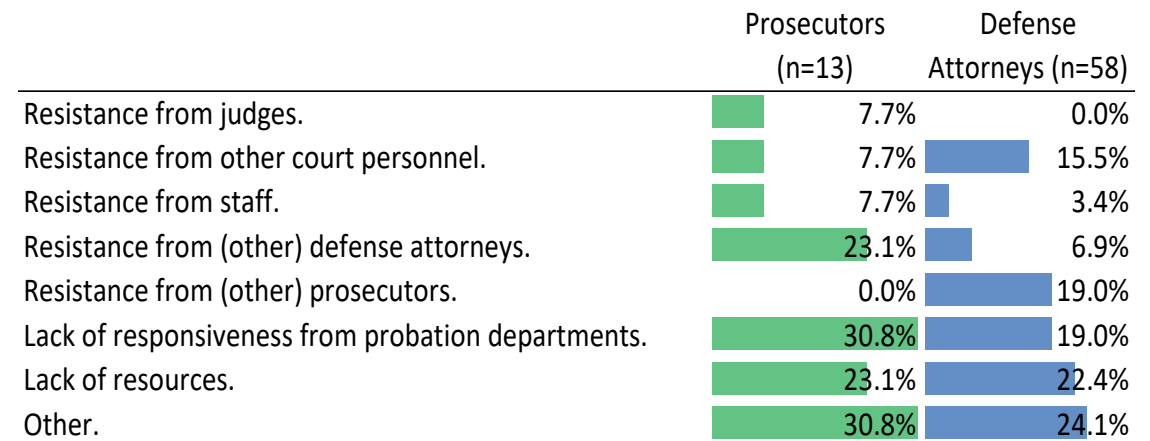 Prosecutors Defense
(n=13) Attorneys (n=58)
Resistance from judges. 7.7% 0.0%
Resistance from other court personnel. 7.7% 15.5%
Resistance from staff. 7.7% 3.4%
Resistance from (other) defense attorneys. 23.1% 6.9%
Resistance from (other) prosecutors. 0.0% 19.0%
Lack of responsiveness from probation departments. 30.8% 19.0%
Lack of resources. 23.1% 22.4%
Other. 30.8% 24.1%